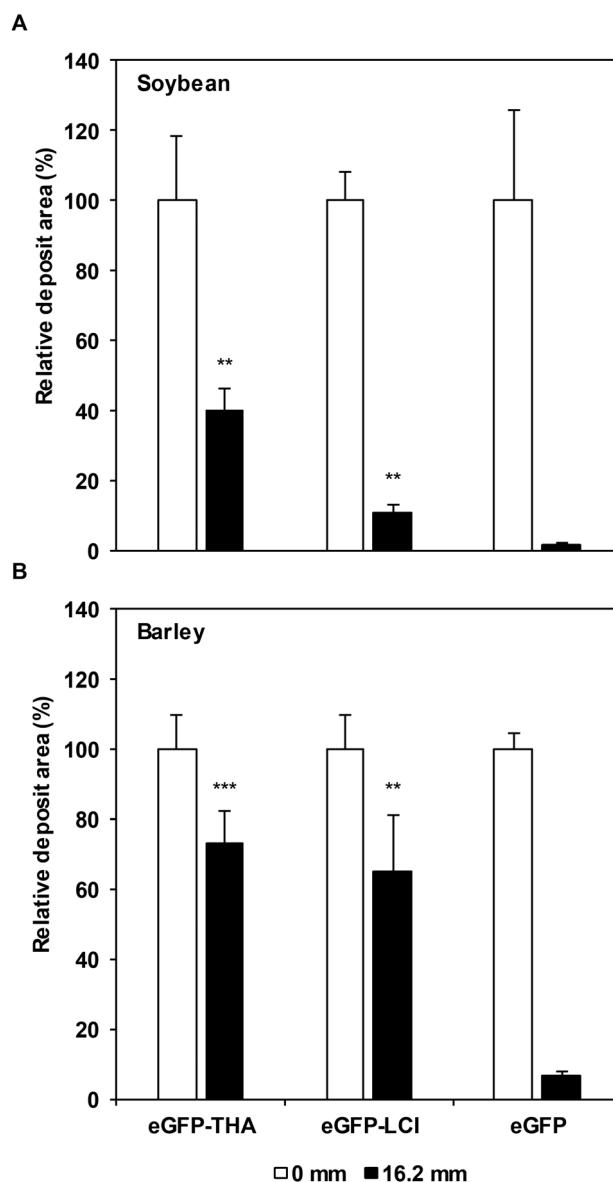 A
Relative deposit area (%)
140
120
100
80
60
40
20
0
Soybean
**
**
B
Relative deposit area (%)
140
120
100
80
60
40
20
0
Barley
***
**
eGFP-THA eGFP-LCI eGFP
0 mm 16.2 mm